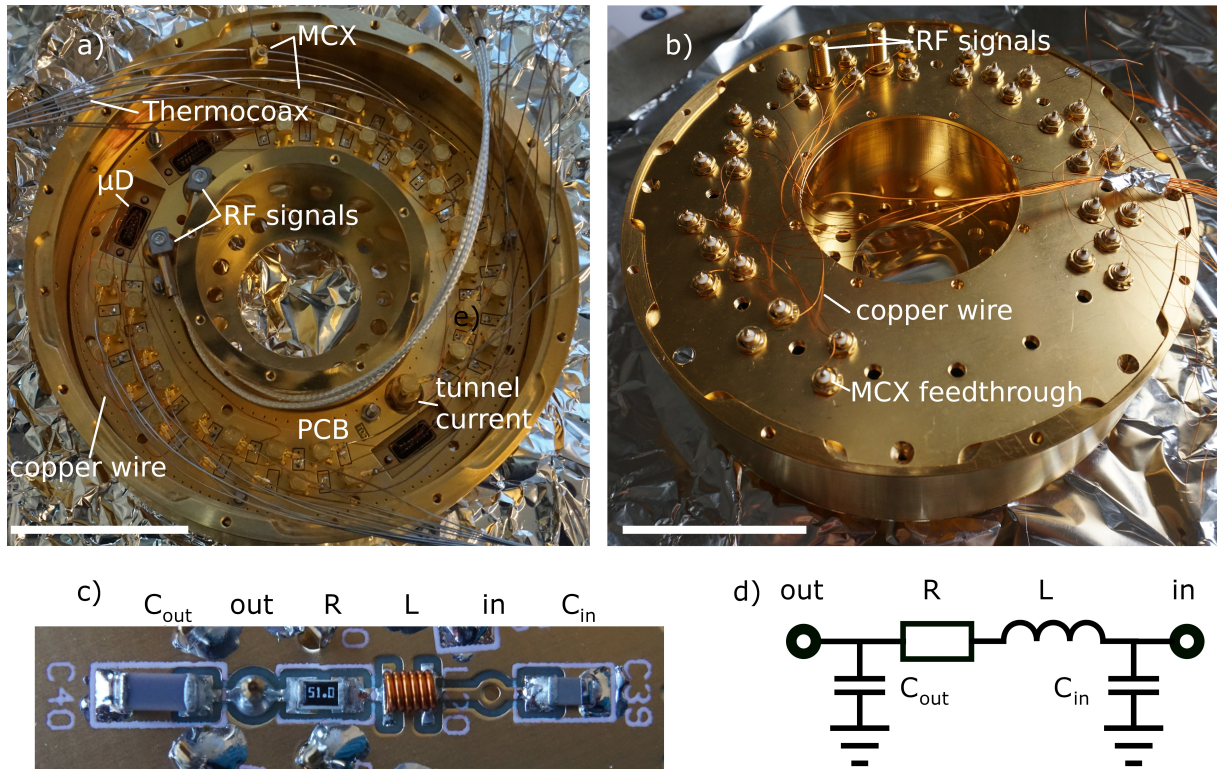 a)
MCX
Thermocoax
μD
RF signals
e)
tunnel
current
PCB
copper wire
b)
RF signals
copper wire
MCX feedthrough
c)
C_out out R L in C_in
C40
51.0
C39
d)
out R L in
C_out C_in